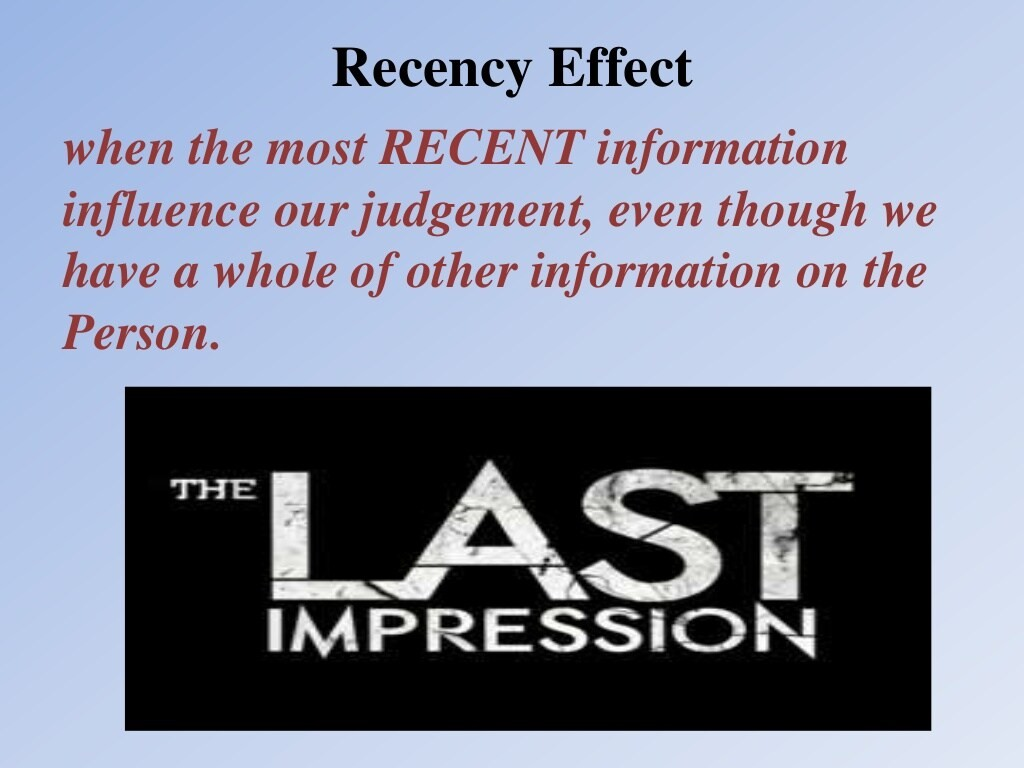 Recency Effect
when the most RECENT information
influence our judgement, even though we
have a whole of other information on the
Person.
THE LAST
IMPRESSION